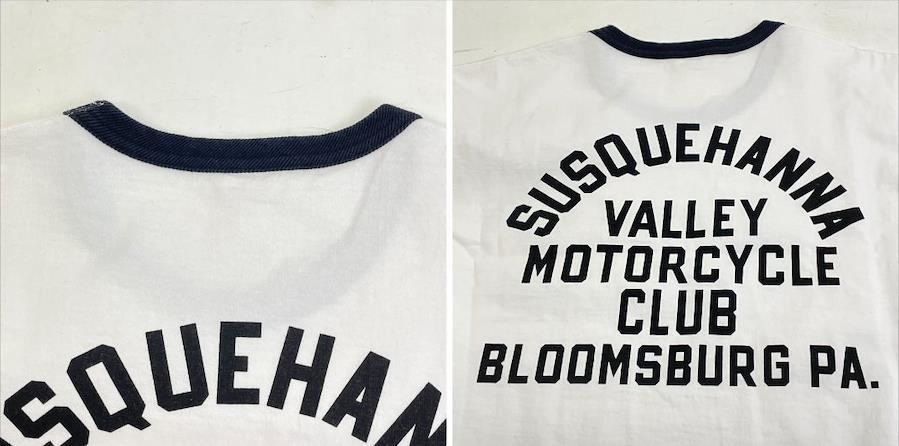 SUSQUEHANNA
SUSQUEHANNA
VALLEY
MOTORCYCLE
CLUB
BLOOMSBURG PA.